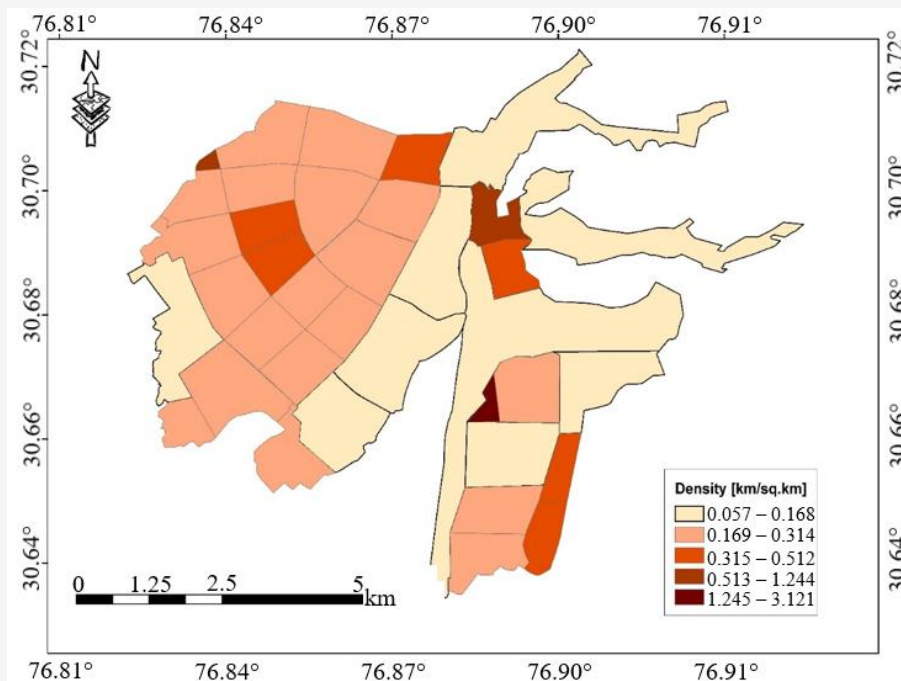 76.81° 76.84° 76.87° 76.90° 76.91°
30.72° 30.72°
N
30.70° 30.70°
30.68° 30.68°
30.66° 30.66°
Density [km/sq.km]
0.057 – 0.168
0.169 – 0.314
0.315 – 0.512
0.513 – 1.244
1.245 – 3.121
30.64° 30.64°
0 1.25 2.5 5
km
76.81° 76.84° 76.87° 76.90° 76.91°